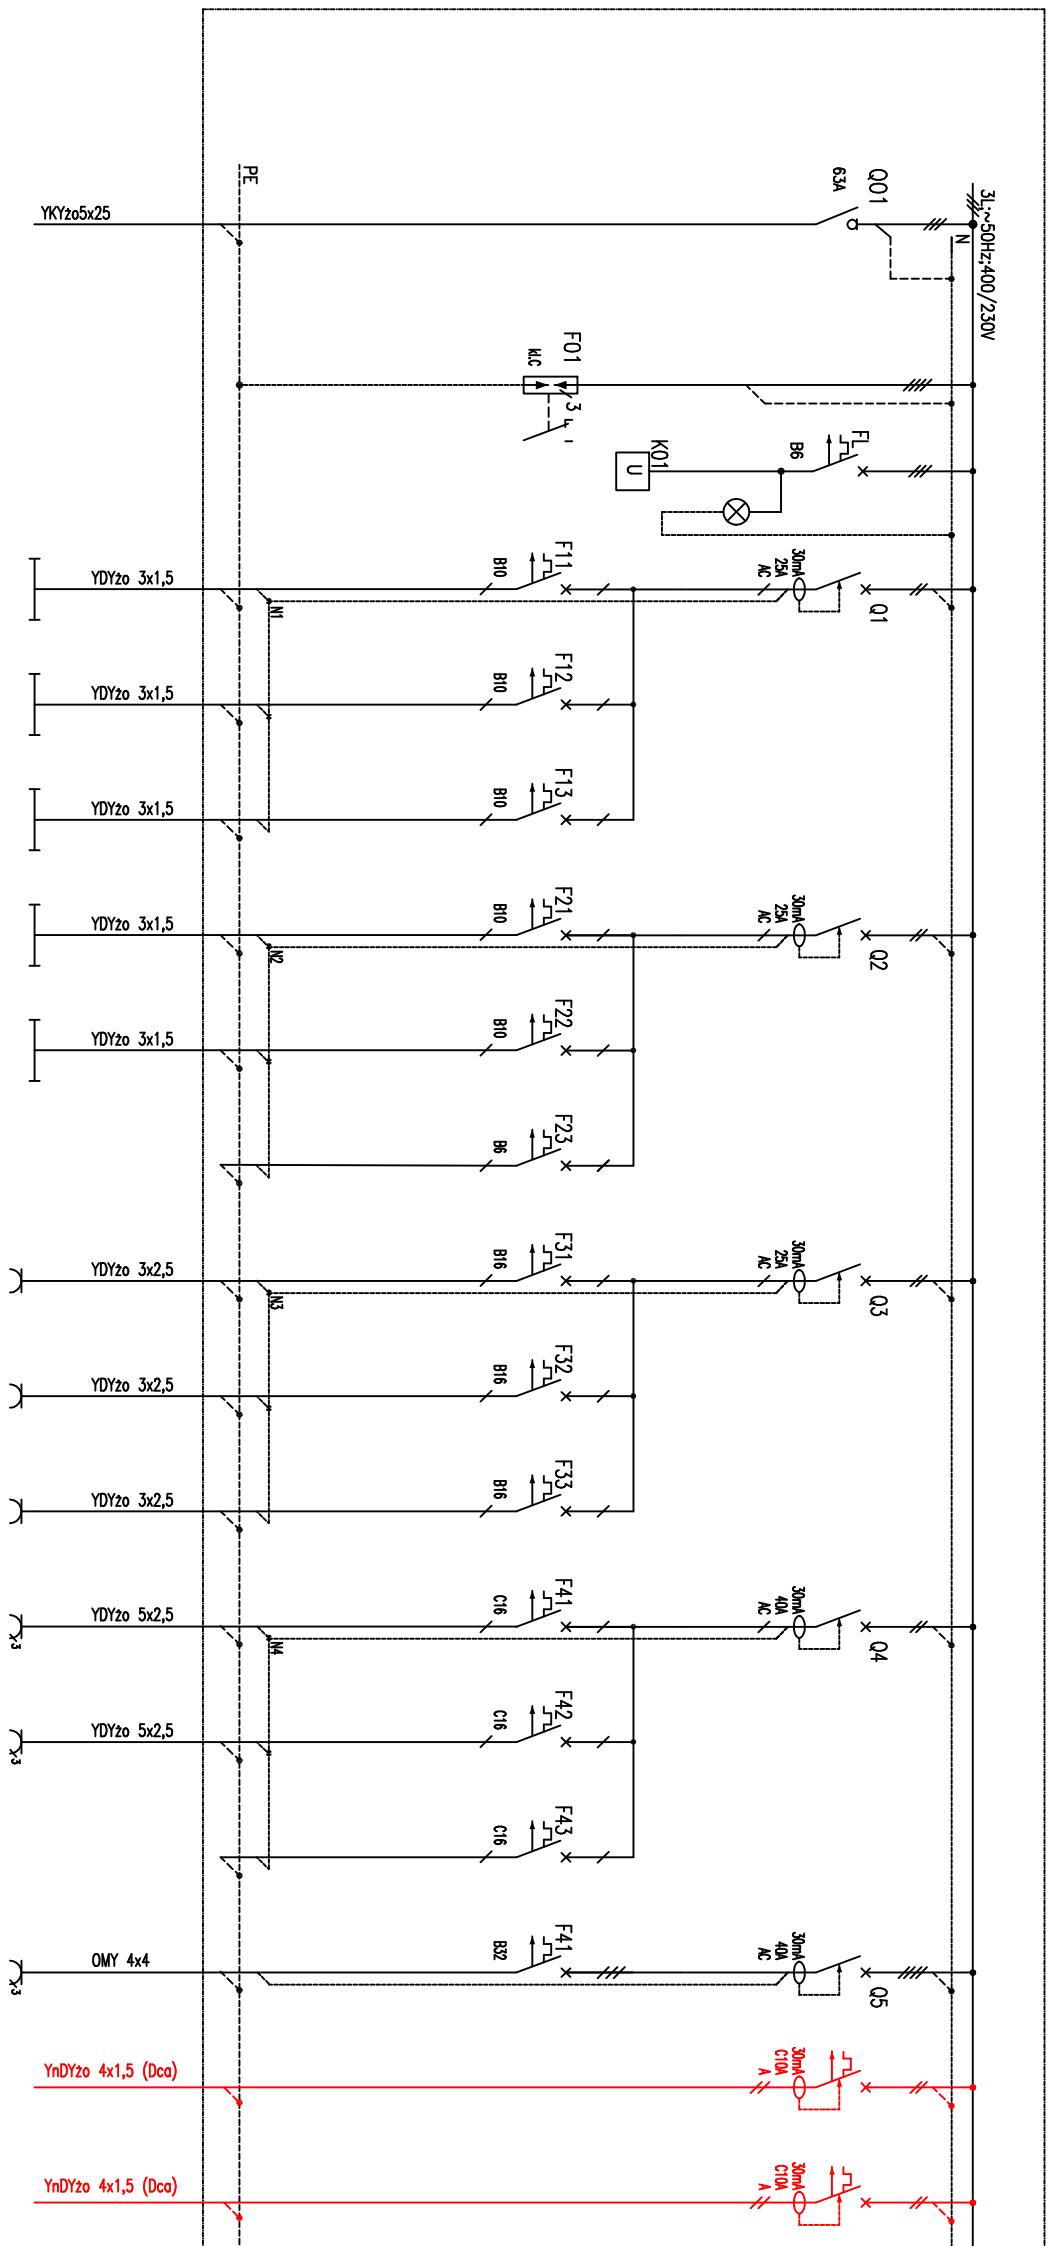 3L;~50Hz;400/230V
N
PE
Q01
63A
YKYżo5x25
F01
kl.C
3
FL
B6
K01
U
F11
B10
30mA
25A
AC
Q1
YDYżo 3x1,5
N1
F12
B10
YDYżo 3x1,5
F13
B10
YDYżo 3x1,5
F21
B10
30mA
25A
AC
Q2
YDYżo 3x1,5
N2
F22
B10
YDYżo 3x1,5
F23
B6
F31
B16
30mA
25A
AC
Q3
YDYżo 3x2,5
N3
F32
B16
YDYżo 3x2,5
F33
B16
YDYżo 3x2,5
F41
C16
30mA
40A
AC
Q4
YDYżo 5x2,5
3
N4
F42
C16
YDYżo 5x2,5
3
F43
C16
F41
B32
30mA
40A
AC
Q5
OMY 4x4
3
30mA
C10A
A
YnDYżo 4x1,5 (Dca)
30mA
C10A
A
YnDYżo 4x1,5 (Dca)